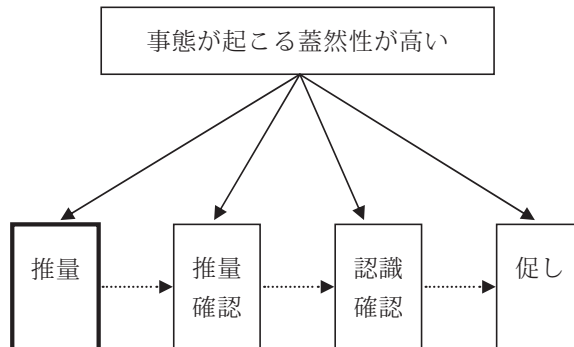 事態が起こる蓋然性が高い
推量
推量
確認
認識
確認
促し